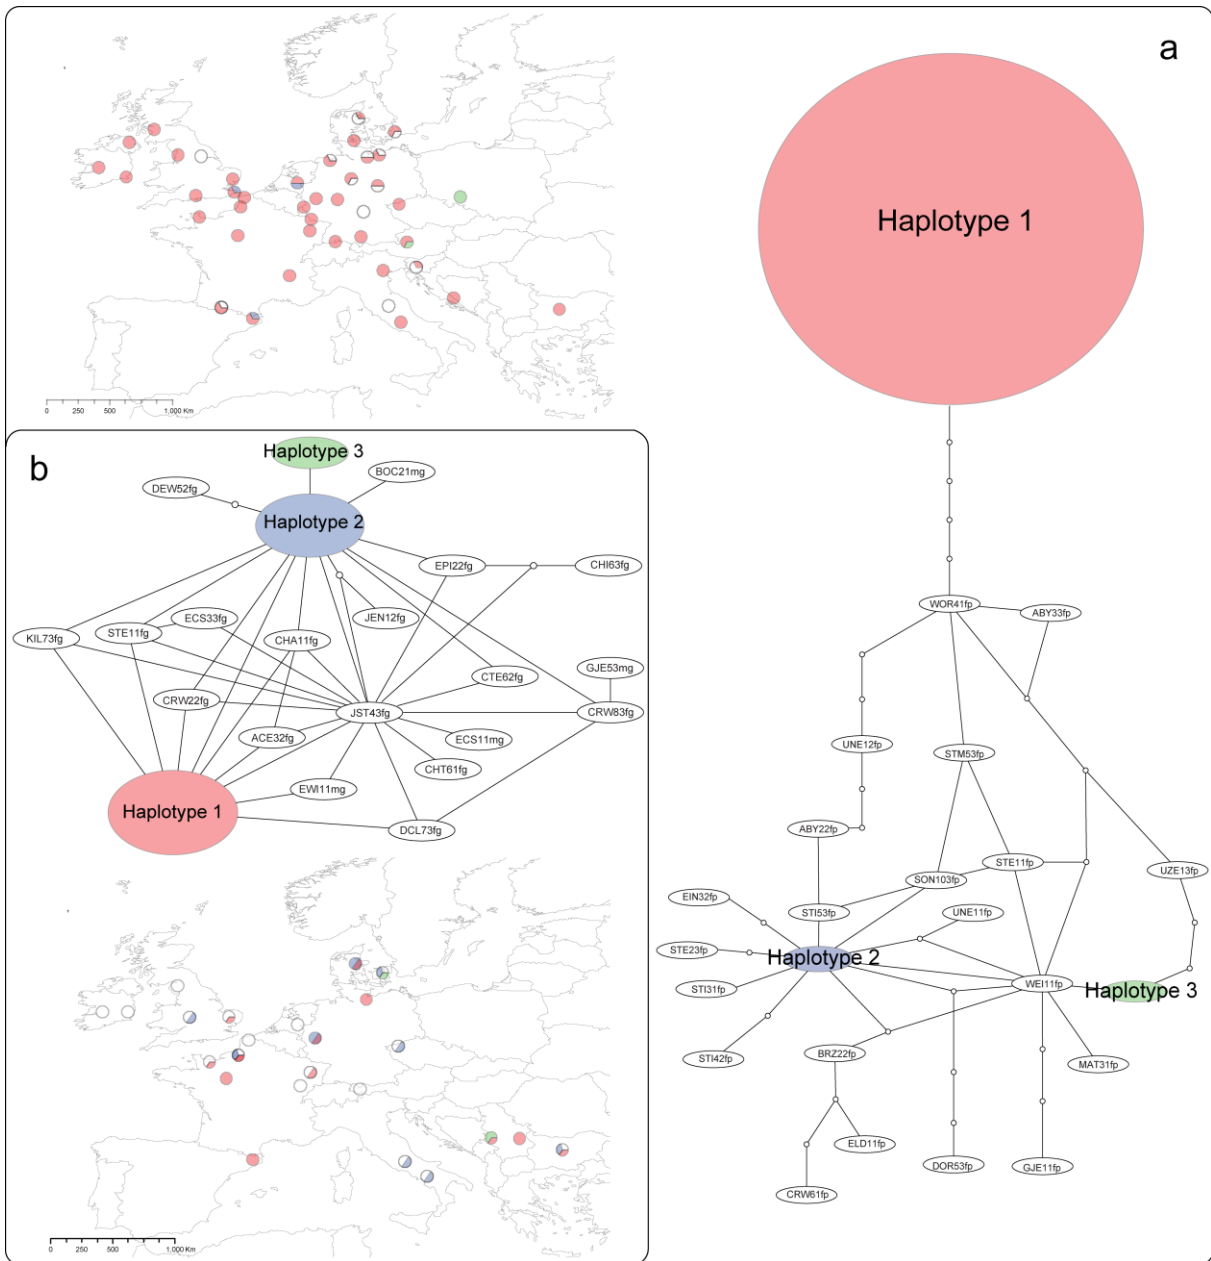 a
Haplotype 1
0 250 500 1,000 Km
b
Haplotype 3
BOC21mg
DEW52fg
Haplotype 2
EPI22fg
CHI63fg
ECS33fg
JEN12fg
KIL73fg
STE11fg
CHA11fg
GJE53mg
CTE62fg
CRW22fg
JST43fg
CRW83fg
ACE32fg
ECS11mg
CHT61fg
EWI11mg
Haplotype 1
DCL73fg
0 250 500 1,000 Km
WOR41fp
ABY33fp
UNE12fp
STM53fp
ABY22fp
STE11fp
UZE13fp
SON103fp
EIN32fp
STI53fp
UNE11fp
STE23fp
Haplotype 2
STI31fp
WEI11fp
Haplotype 3
STI42fp
BRZ22fp
MAT31fp
ELD11fp
DOR53fp
GJE11fp
CRW61fp